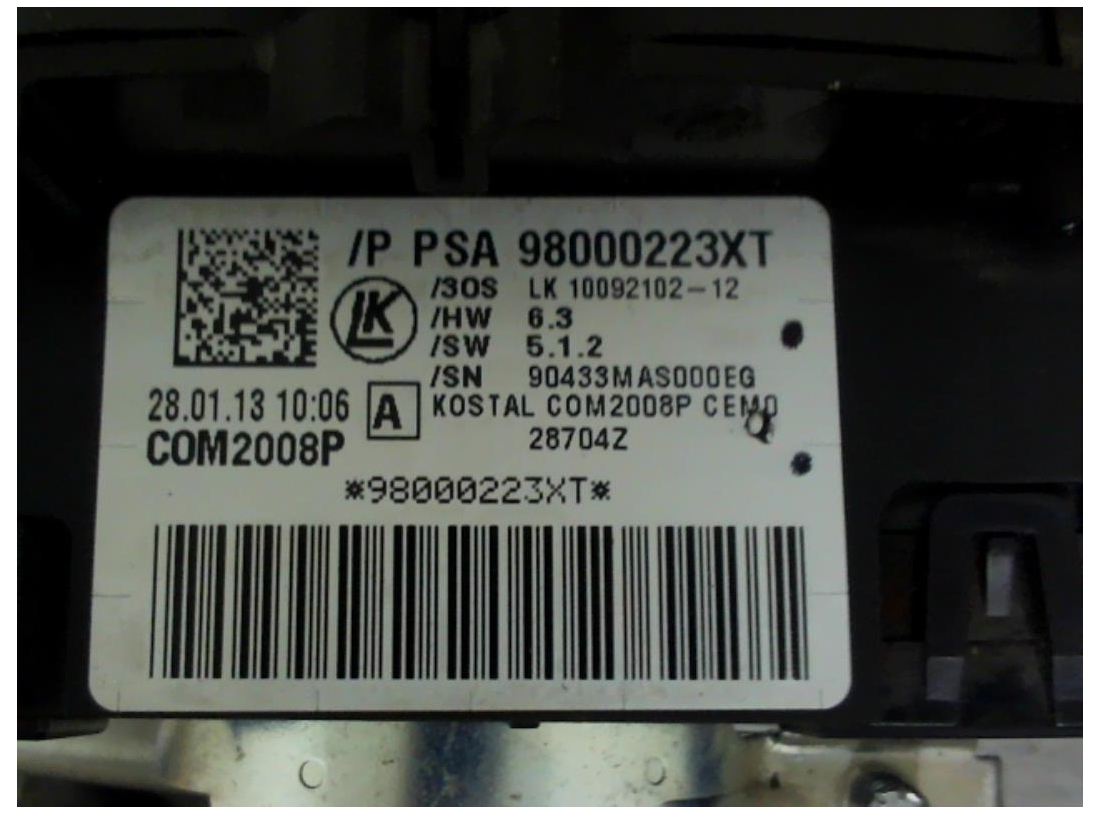 /P PSA 98000223XT
LK
/3OS LK 10092102-12
/HW 6.3
/SW 5.1.2
/SN 90433MAS000EG
28.01.13 10:06 A KOSTAL COM2008P CEM0
COM2008P 28704Z
*98000223XT*